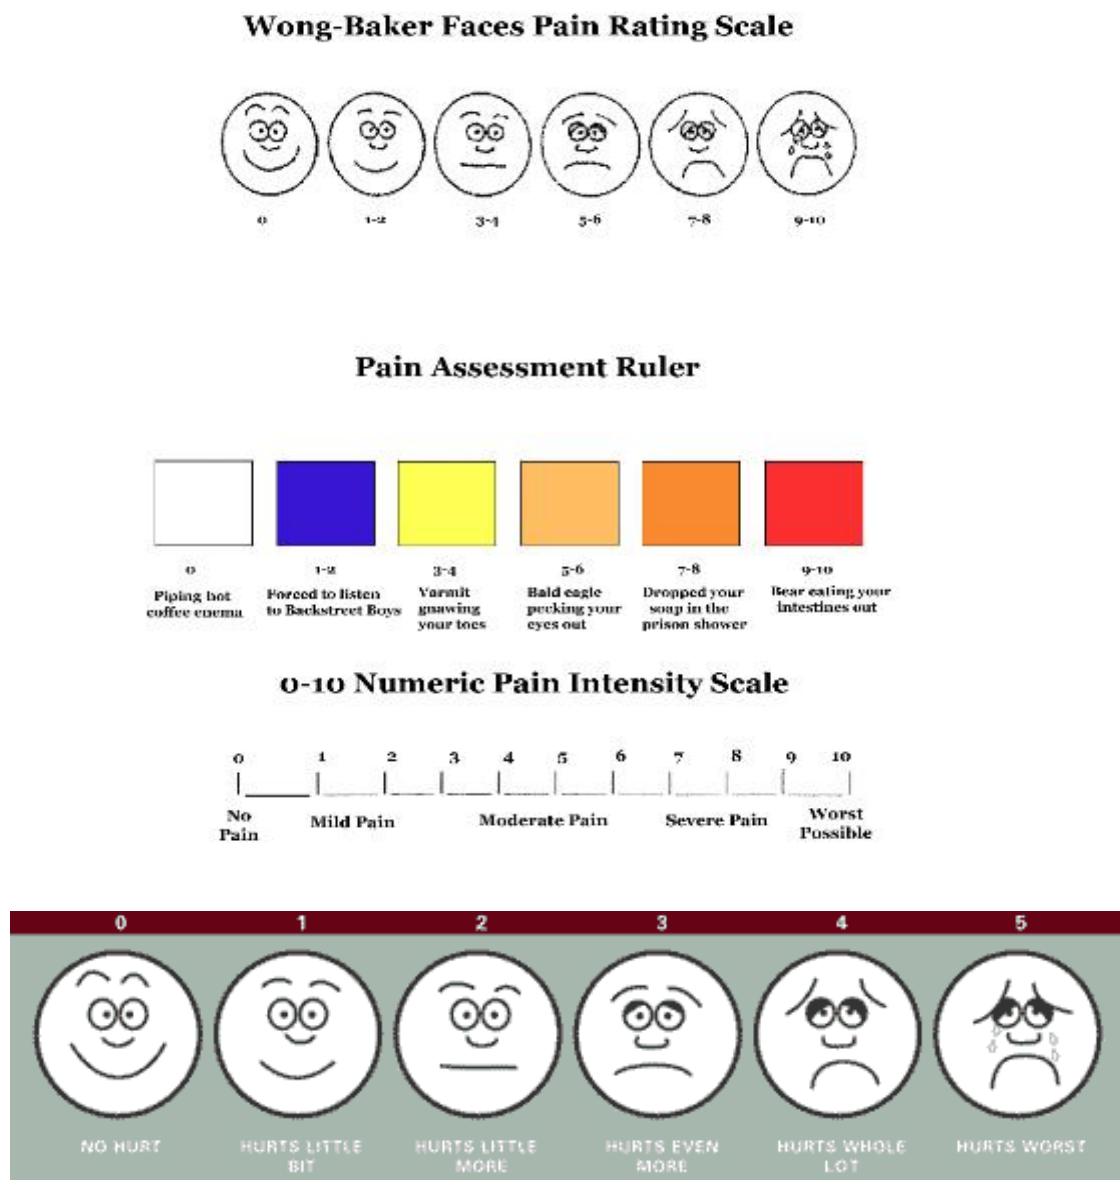 Wong-Baker Faces Pain Rating Scale
0 1-2 3-4 5-6 7-8 9-10
Pain Assessment Ruler
0 1-2 3-4 5-6 7-8 9-10
Piping hot
coffee enema
Forced to listen
to Backstreet Boys
Varmit
gnawing
your toes
Bald eagle
pecking your
eyes out
Dropped your
soap in the
prison shower
Bear eating your
intestines out
0-10 Numeric Pain Intensity Scale
0 1 2 3 4 5 6 7 8 9 10
No
Pain
Mild Pain
Moderate Pain
Severe Pain
Worst
Possible
0 1 2 3 4 5
NO HURT
HURTS LITTLE
BIT
HURTS LITTLE
MORE
HURTS EVEN
MORE
HURTS WHOLE
LOT
HURTS WORST